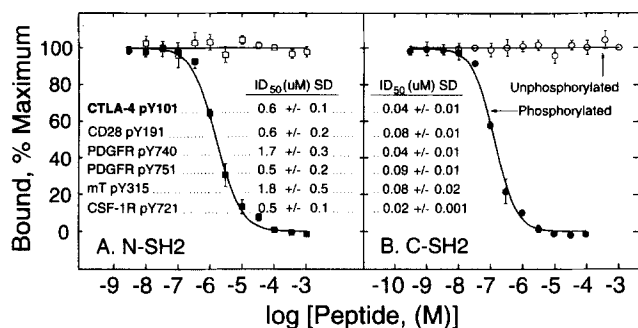 Bound, % Maximum
100
80
60
40
20
0
ID50 (uM) SD
CTLA-4 pY101 0.6 +/- 0.1
CD28 pY191 0.6 +/- 0.2
PDGFR pY740 1.7 +/- 0.3
PDGFR pY751 0.5 +/- 0.2
mT pY315 1.8 +/- 0.5
CSF-1R pY721 0.5 +/- 0.1
A. N-SH2
-9 -8 -7 -6 -5 -4 -3 -2
A
B
ID50 (uM) SD
0.04 +/- 0.01
0.08 +/- 0.01
0.04 +/- 0.01
0.09 +/- 0.01
0.08 +/- 0.02
0.02 +/- 0.001
Unphosphorylated
Phosphorylated
B. C-SH2
-10 -9 -8 -7 -6 -5 -4 -3 -2
log [Peptide, (M)]